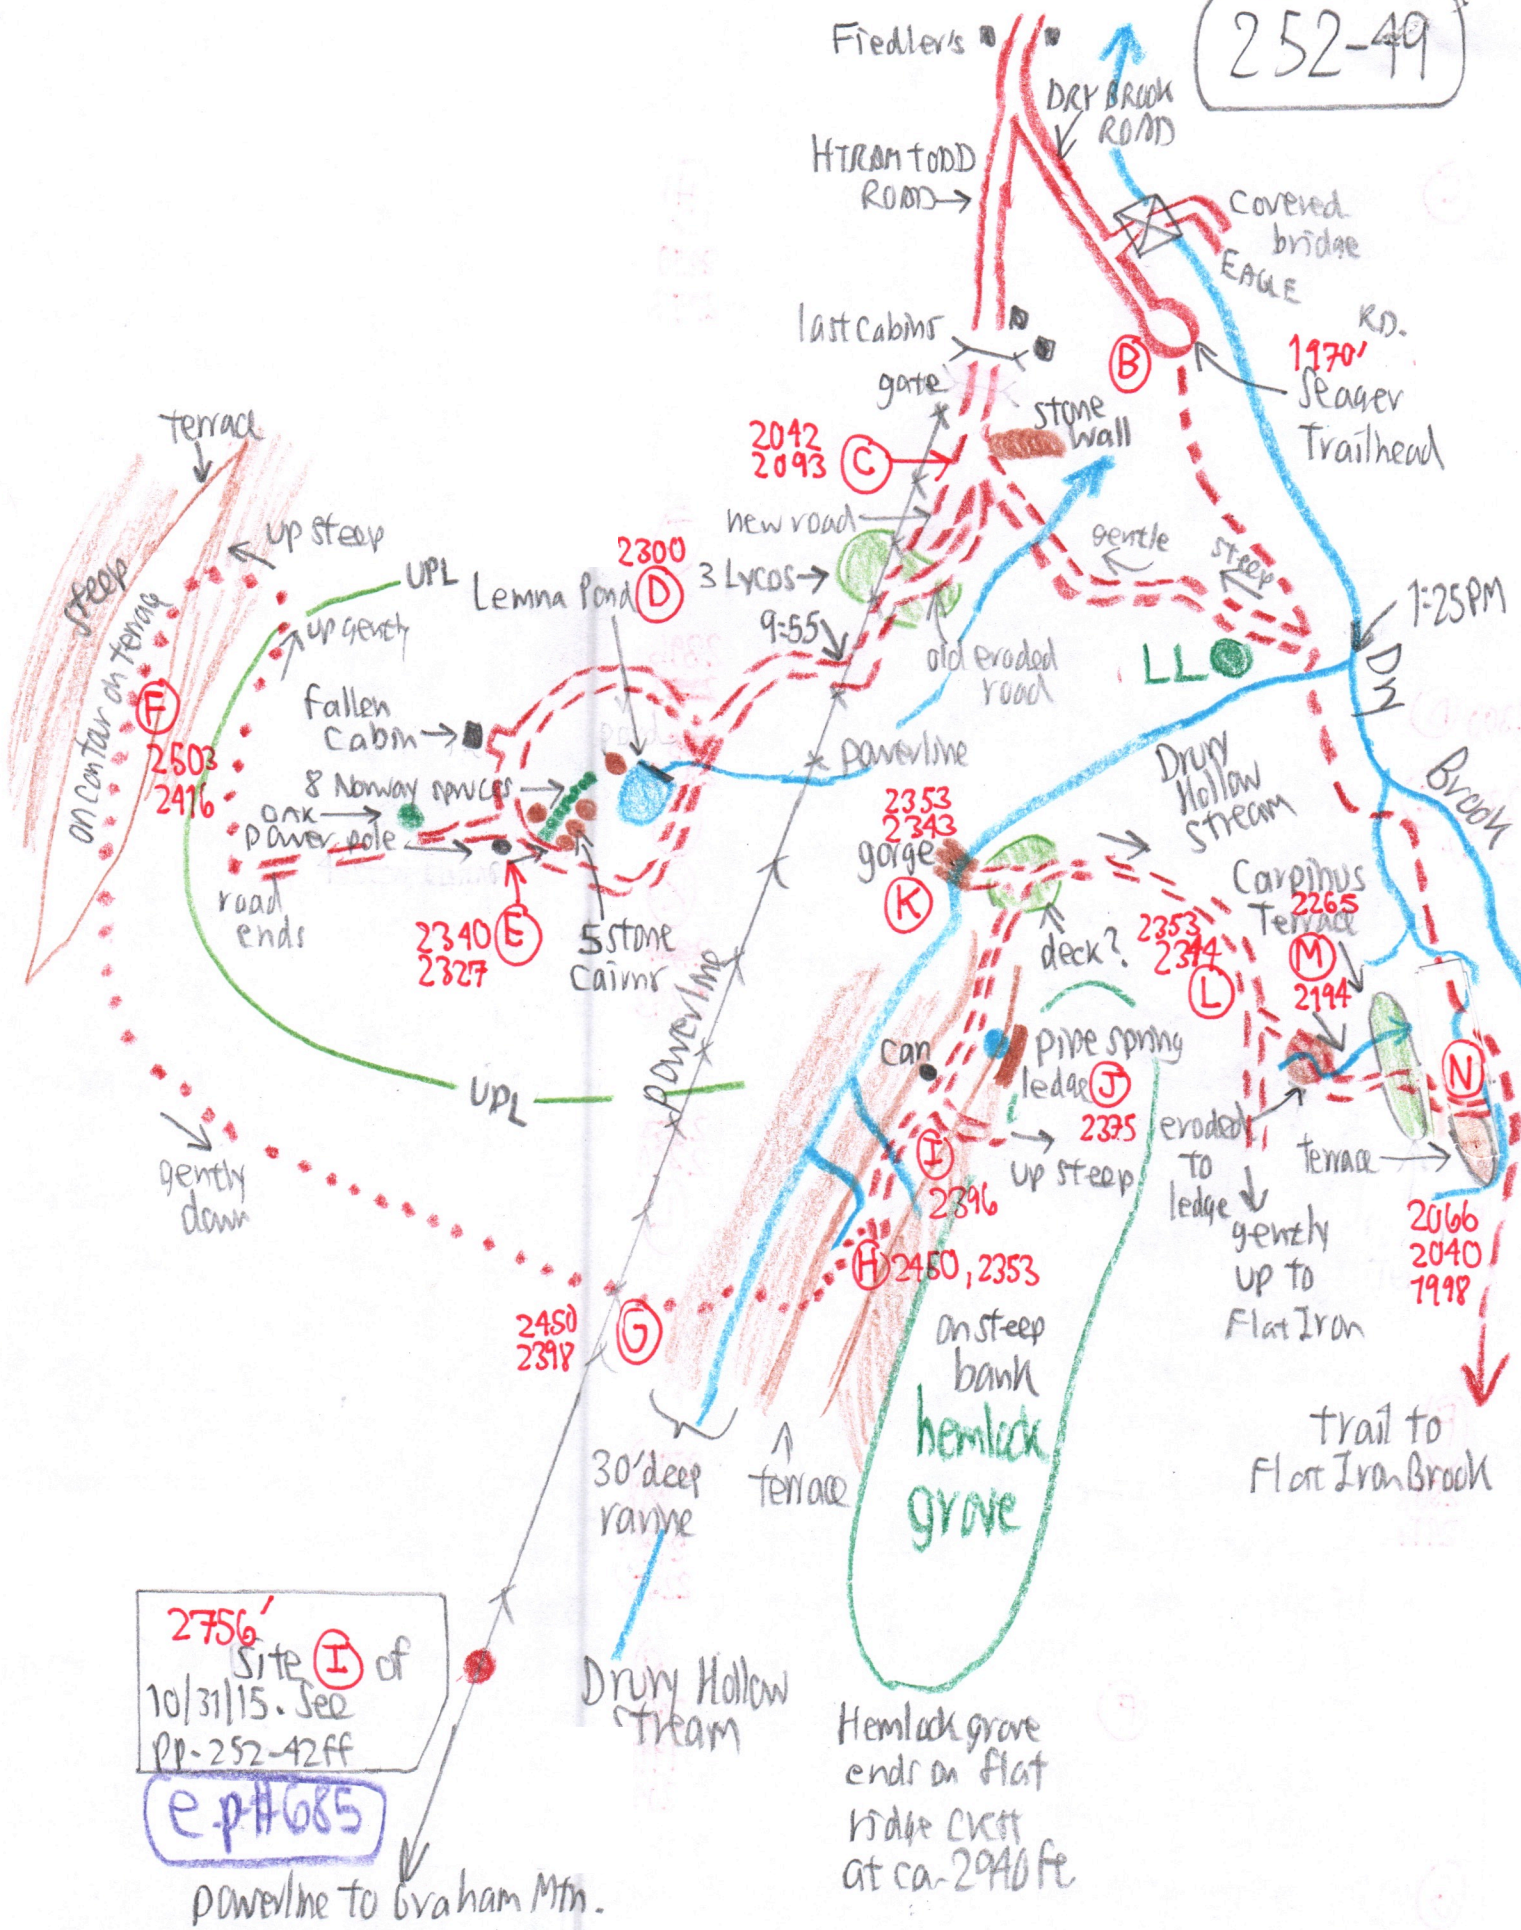 252-49
Fiedler's
DRY BROOK
ROAD
HIRAM TODD
ROAD
Covered
bridge
EAGLE
RD.
last cabins
gate
B
1970'
Seager
Trailhead
stone
wall
2042
2093
C
terrace
new road
up steep
2300
UPL
Lemna Pond
D
3 Lycos
gentle
steep
steep
1:25PM
9:55
up gently
old eroded
road
LL
on contour on terrace
F
2503
2416
fallen
cabin
powerline
Drury
Hollow
stream
Dry
Brook
8 Norway spruces
oak
power pole
2353
2343
gorge
K
road
ends
2340
2327
E
5 stone
cairns
deck?
Carpinus
Terrace
2265
M
2194
2353
2344
L
powerline
can
pipe spring
ledge
J
2375
N
UPL
I
2396
up steep
eroded
to
ledge
terrace
gently
down
gently
up to
Flat Iron
2066
2040
1998
H
2450, 2353
2450
2398
G
on steep
bank
hemlock
grove
trail to
Flat Iron Brook
30' deep
ravine
terrace
2756'
Site I of
10/31/15. See
pp. 252-42ff
e.p.#685
Drury Hollow
Stream
Hemlock grove
ends on flat
ridge crest
at ca. 2940 ft
powerline to Graham Mtn.